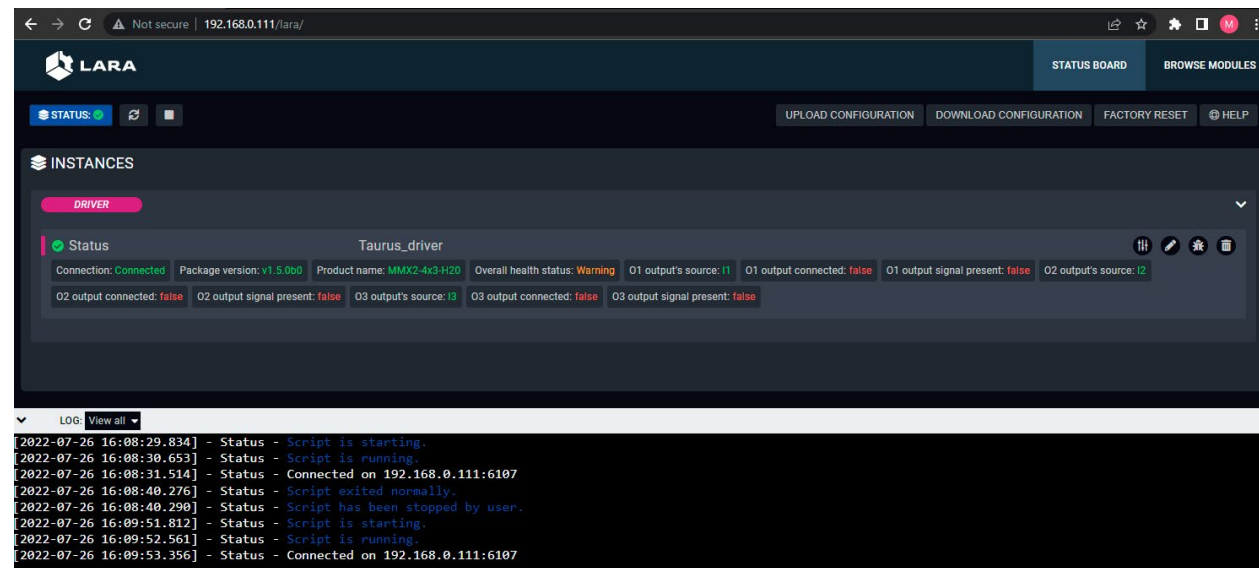 Not secure | 192.168.0.111/lara/
M
LARA
STATUS BOARD BROWSE MODULES
STATUS: UPLOAD CONFIGURATION DOWNLOAD CONFIGURATION FACTORY RESET HELP
INSTANCES
DRIVER
Status Taurus_driver
Connection: Connected Package version: v1.5.0b0 Product name: MMX2-4x3-H20 Overall health status: Warning O1 output's source: I1 O1 output connected: false O1 output signal present: false O2 output's source: I2
O2 output connected: false O2 output signal present: false O3 output's source: I3 O3 output connected: false O3 output signal present: false
LOG: View all
[2022-07-26 16:08:29.834] - Status - Script is starting.
[2022-07-26 16:08:30.653] - Status - Script is running.
[2022-07-26 16:08:31.514] - Status - Connected on 192.168.0.111:6107
[2022-07-26 16:08:40.276] - Status - Script exited normally.
[2022-07-26 16:08:40.290] - Status - Script has been stopped by user.
[2022-07-26 16:09:51.812] - Status - Script is starting.
[2022-07-26 16:09:52.561] - Status - Script is running.
[2022-07-26 16:09:53.356] - Status - Connected on 192.168.0.111:6107